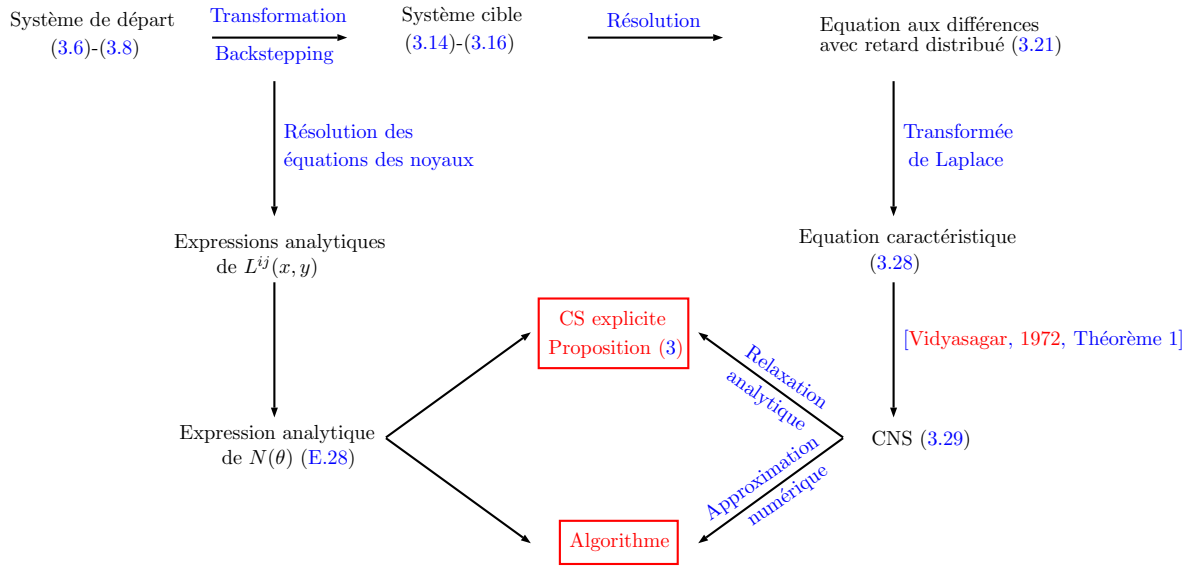 Système de départ
(3.6)-(3.8)
Transformation
Backstepping
Système cible
(3.14)-(3.16)
Résolution
Equation aux différences
avec retard distribué (3.21)
Résolution des
équations des noyaux
Transformée
de Laplace
Expressions analytiques
de L^{ij}(x, y)
Equation caractéristique
(3.28)
CS explicite
Proposition (3)
[Vidyasagar, 1972, Théorème 1]
Relaxation
analytique
Expression analytique
de N(θ) (E.28)
CNS (3.29)
Approximation
numérique
Algorithme